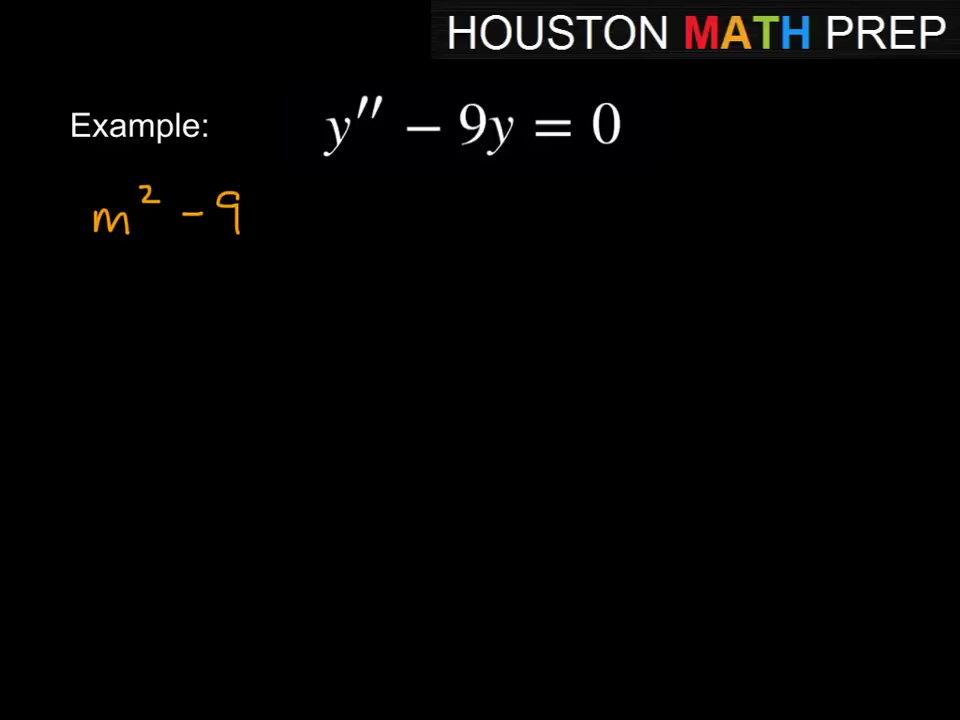 HOUSTON MATH PREP
Example: y″ − 9y = 0
m² − 9